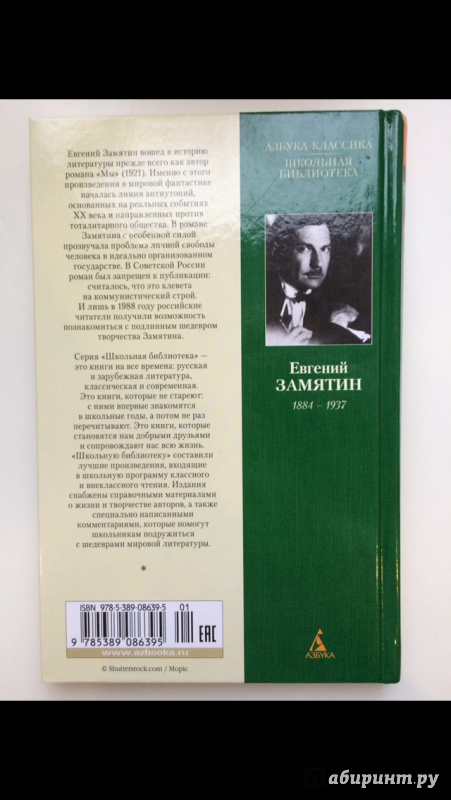 Евгений Замятин вошел в историю
литературы прежде всего как автор
романа «Мы» (1921). Именно с этого
произведения в мировой фантастике
началась линия антиутопий,
основанных на реальных событиях
XX века и направленных против
тоталитарного общества. В романе
Замятина с особенной силой
прозвучала проблема личной свободы
человека в идеально организованном
государстве. В Советской России
роман был запрещен к публикации:
считалось, что это клевета
на коммунистический строй.
И лишь в 1988 году российские
читатели получили возможность
познакомиться с подлинным шедевром
творчества Замятина.
Серия «Школьная библиотека» —
это книги на все времена: русская
и зарубежная литература,
классическая и современная.
Это книги, которые не стареют:
с ними впервые знакомятся
в школьные годы, а потом не раз
перечитывают. Это книги, которые
становятся нам добрыми друзьями
и сопровождают нас всю жизнь.
«Школьную библиотеку» составили
лучшие произведения, входящие
в школьную программу классного
и внеклассного чтения. Издания
снабжены справочными материалами
о жизни и творчестве авторов, а также
специально написанными
комментариями, которые помогут
школьникам подружиться
с шедеврами мировой литературы.
*
ISBN 978-5-389-08639-5 01
9 785389 086395
EAC
www.azbooka.ru
© Shutterstock.com / Mopic
АЗБУКА-КЛАССИКА
ШКОЛЬНАЯ
БИБЛИОТЕКА
Евгений
ЗАМЯТИН
1884 – 1937
АЗБУКА
Лабиринт.ру